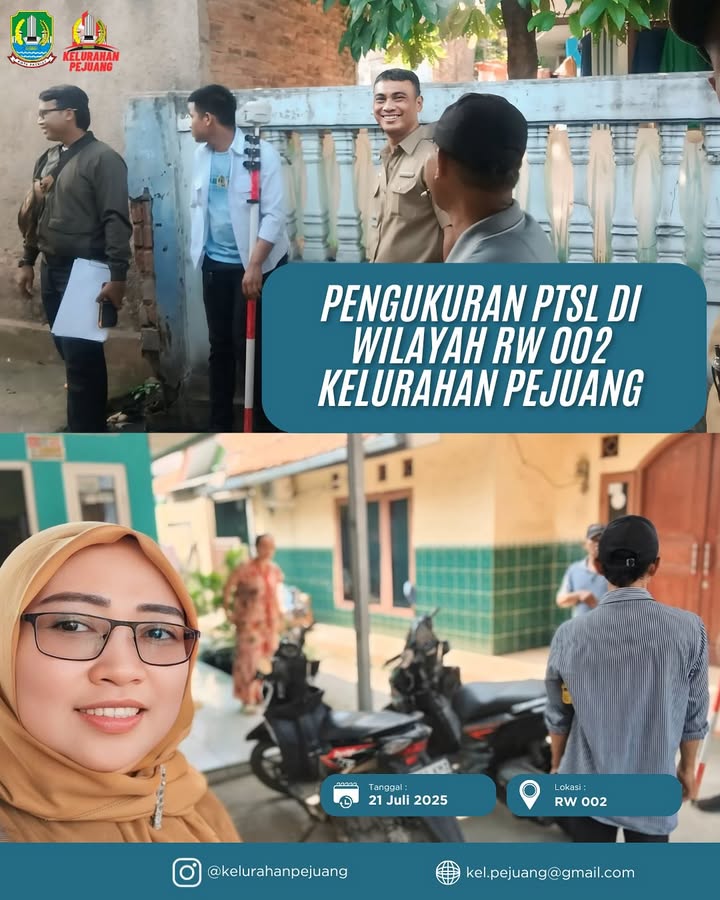 KELURAHAN
PEJUANG
PENGUKURAN PTSL DI
WILAYAH RW 002
KELURAHAN PEJUANG
Tanggal :
21 Juli 2025
Lokasi :
RW 002
@kelurahanpejuang
kel.pejuang@gmail.com